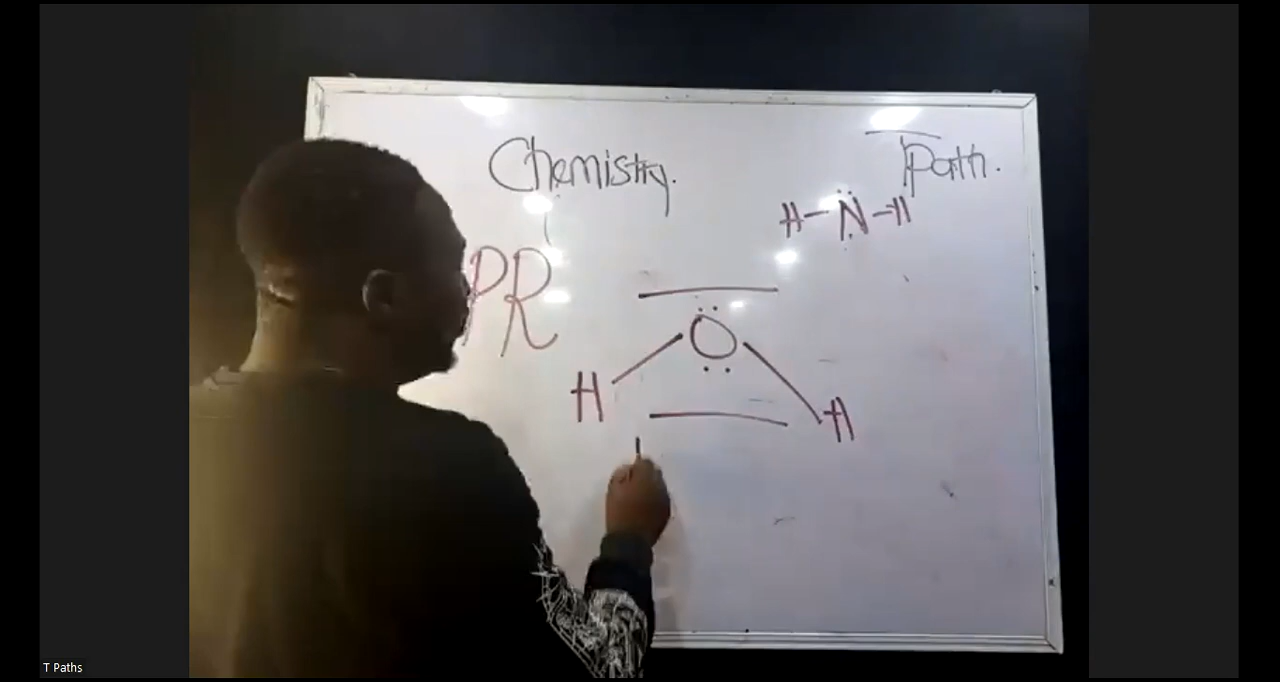 Chemistry.
TPath.
H-N-H
PR
O
H H
T Paths